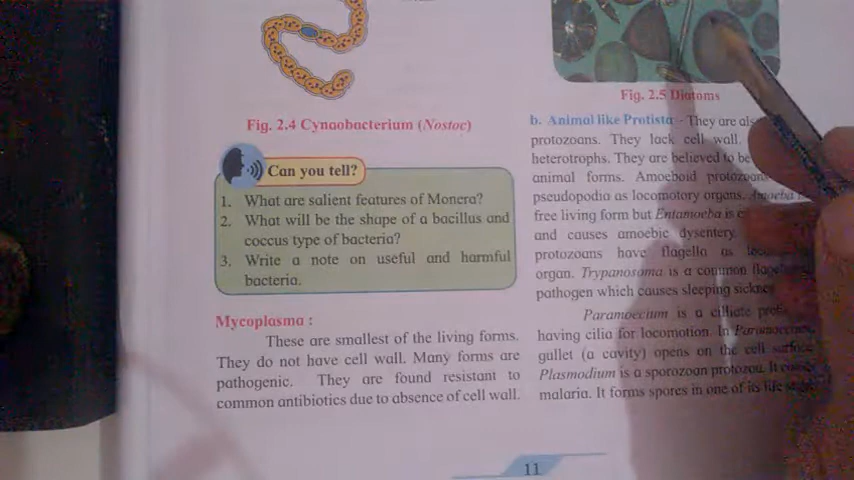 Fig. 2.4 Cynaobacterium (Nostoc)
Can you tell?
1. What are salient features of Monera?
2. What will be the shape of a bacillus and
coccus type of bacteria?
3. Write a note on useful and harmful
bacteria.
Mycoplasma :
These are smallest of the living forms.
They do not have cell wall. Many forms are
pathogenic. They are found resistant to
common antibiotics due to absence of cell wall.
Fig. 2.5 Diatoms
b. Animal like Protista - They are
protozoans. They lack cell wall.
heterotrophs. They are believed to be
animal forms. Amoeboid
pseudopodia as locomotory organs. Amoeba
free living form but Entamoeba is
and causes amoebic dysentery.
protozoans have flagella as
organ. Trypanosoma is a common
pathogen which causes sleeping
Paramoecium is a cilliate
having cilia for locomotion. In
gullet (a cavity) opens on the cell surface
Plasmodium is a sporozoan protozoa. It
malaria. It forms spores in one of its life
11